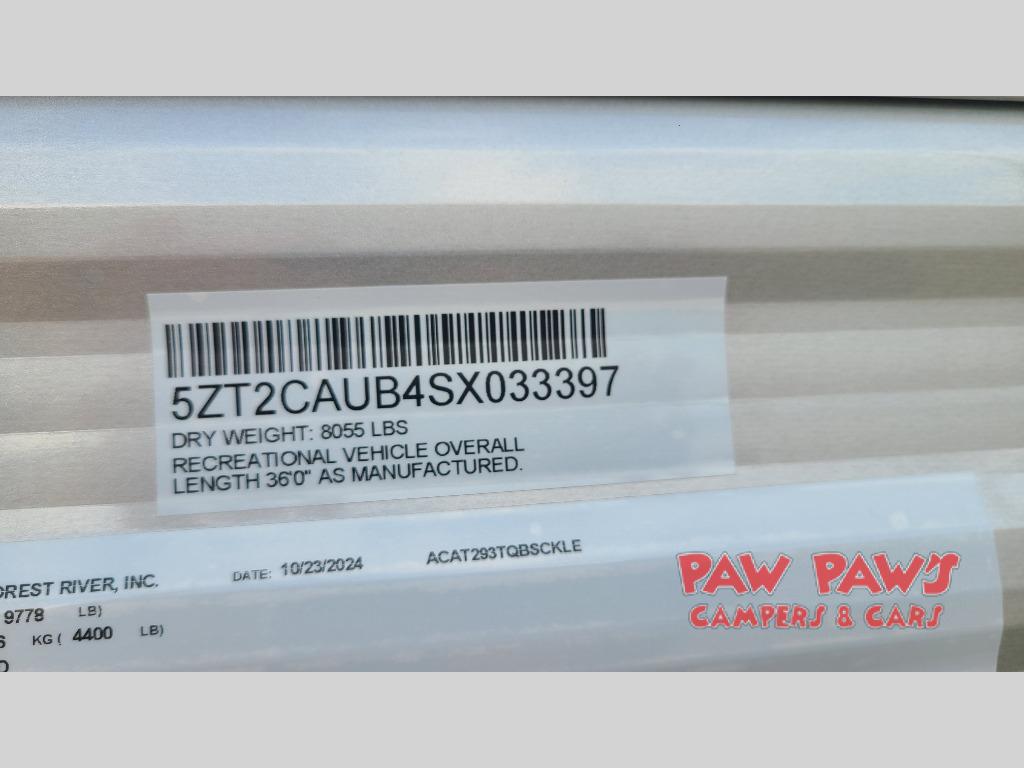 5ZT2CAUB4SX033397
DRY WEIGHT: 8055 LBS
RECREATIONAL VEHICLE OVERALL
LENGTH 36'0" AS MANUFACTURED.
OREST RIVER, INC. DATE: 10/23/2024 ACAT293TQBSCKLE
9778 LB)
KG ( 4400 LB)
PAW PAW'S
CAMPERS & CARS